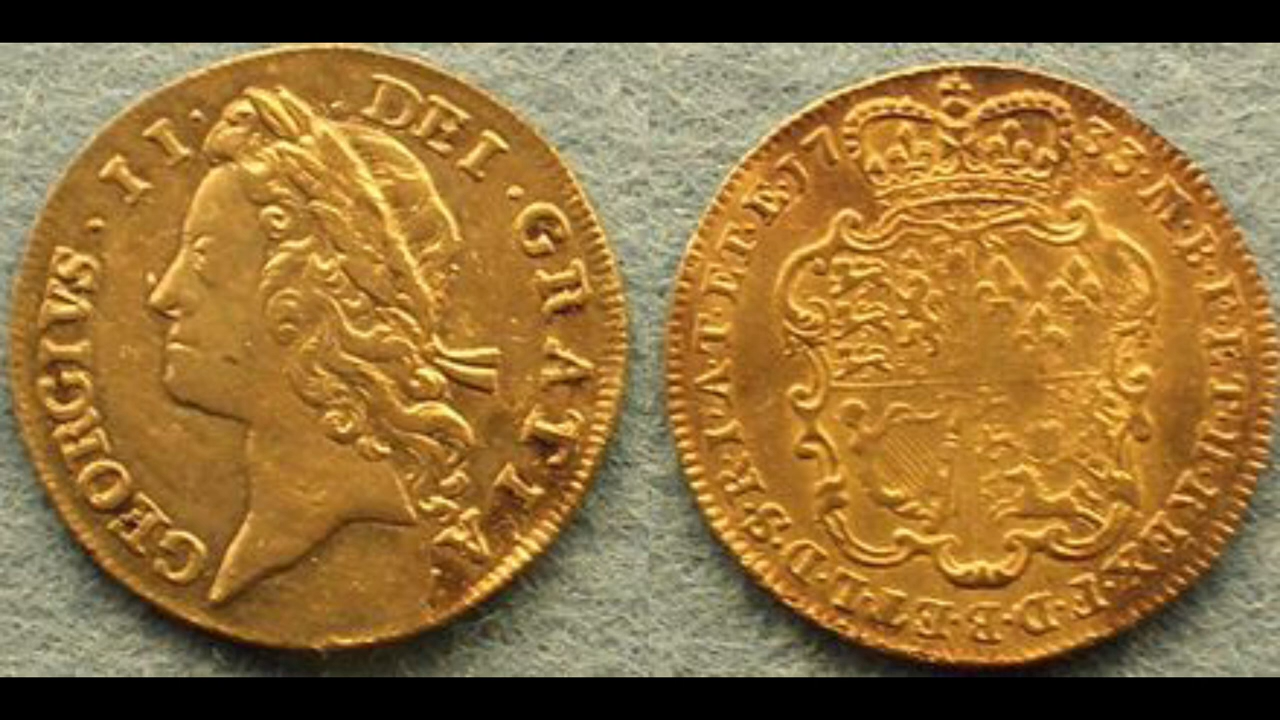 GEORGIVS · II · DEI · GRATIA ·
17 33 · M · B · F · ET · H · REX · F · D · B · ET · L · D · S · R · I · A · T · ET · E ·